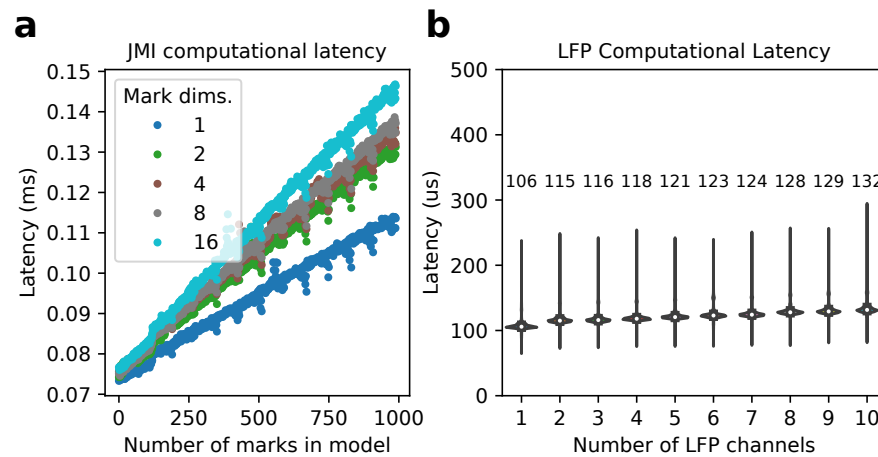 a
JMI computational latency
0.15
0.14
0.13
0.12
0.11
0.10
0.09
0.08
0.07
Latency (ms)
Mark dims.
1
2
4
8
16
0 250 500 750 1000
Number of marks in model
b
LFP Computational Latency
500
400
300
200
100
0
Latency (us)
106 115 116 118 121 123 124 128 129 132
1 2 3 4 5 6 7 8 9 10
Number of LFP channels